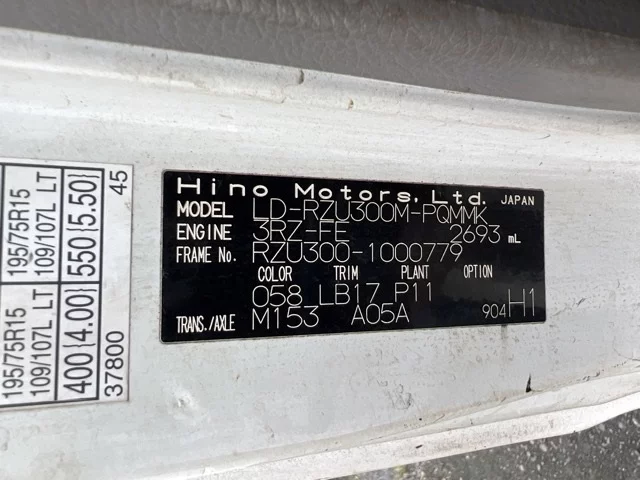 195/75R15 195/75R15
109/107L LT 109/107L LT
400(4.00) 550(5.50)
37800 45
Hino Motors, Ltd. JAPAN
MODEL LD-RZU300M-PQMMK
ENGINE 3RZ-FE 2693 mL
FRAME No. RZU300-1000779
COLOR TRIM PLANT OPTION
058 LB17 P11
TRANS./AXLE M153 A05A 904 H1